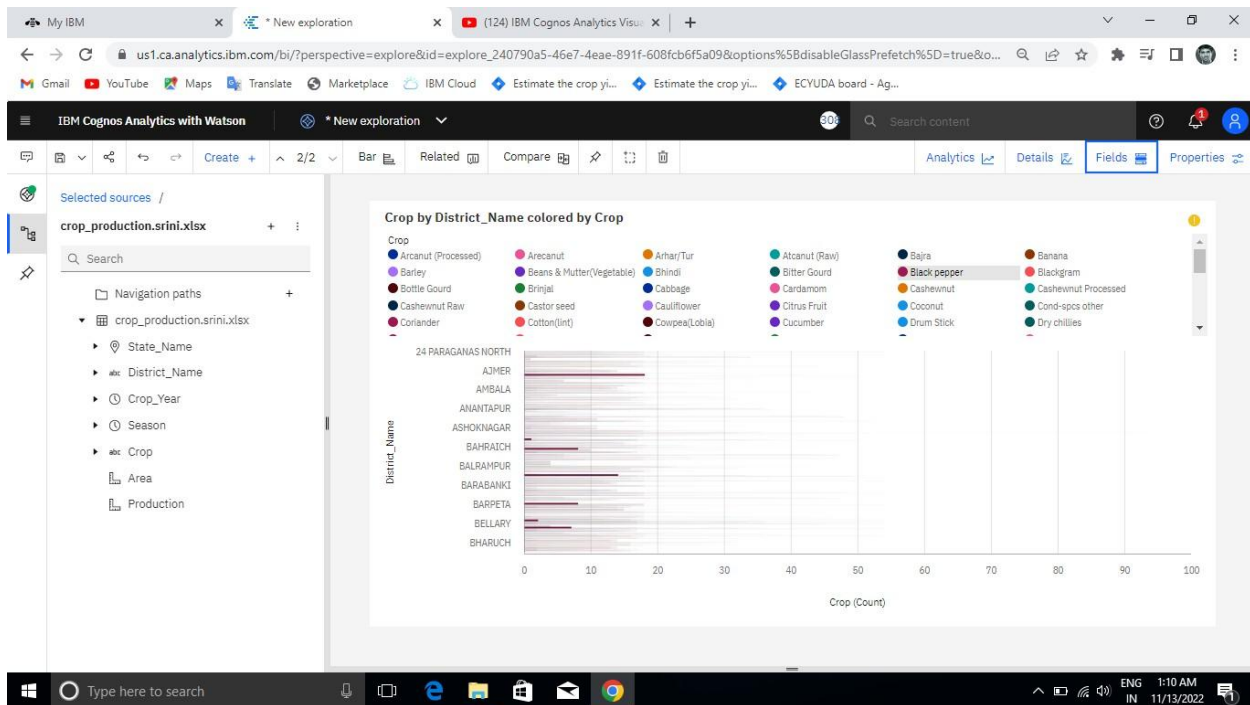 My IBM
* New exploration
(124) IBM Cognos Analytics Visu
us1.ca.analytics.ibm.com/bi/?perspective=explore&id=explore_240790a5-46e7-4eae-891f-608fcb6f5a09&options%5BdisableGlassPrefetch%5D=true&o...
Gmail YouTube Maps Translate Marketplace IBM Cloud Estimate the crop yi... Estimate the crop yi... ECYUDA board - Ag...
IBM Cognos Analytics with Watson * New exploration Search content
Create + 2/2 Bar Related Compare Analytics Details Fields Properties
Selected sources /
crop_production.srini.xlsx
Search
Navigation paths
crop_production.srini.xlsx
State_Name
abc District_Name
Crop_Year
Season
abc Crop
Area
Production
Crop by District_Name colored by Crop
Crop
Arcanut (Processed) Arecanut Arhar/Tur Atcanut (Raw) Bajra Banana
Barley Beans & Mutter(Vegetable) Bhindi Bitter Gourd Black pepper Blackgram
Bottle Gourd Brinjal Cabbage Cardamom Cashewnut Cashewnut Processed
Cashewnut Raw Castor seed Cauliflower Citrus Fruit Coconut Cond-spcs other
Coriander Cotton(lint) Cowpea(Lobia) Cucumber Drum Stick Dry chillies
District_Name
24 PARAGANAS NORTH
AJMER
AMBALA
ANANTAPUR
ASHOKNAGAR
BAHRAICH
BALRAMPUR
BARABANKI
BARPETA
BELLARY
BHARUCH
0 10 20 30 40 50 60 70 80 90 100
Crop (Count)
Type here to search
ENG 1:10 AM
IN 11/13/2022